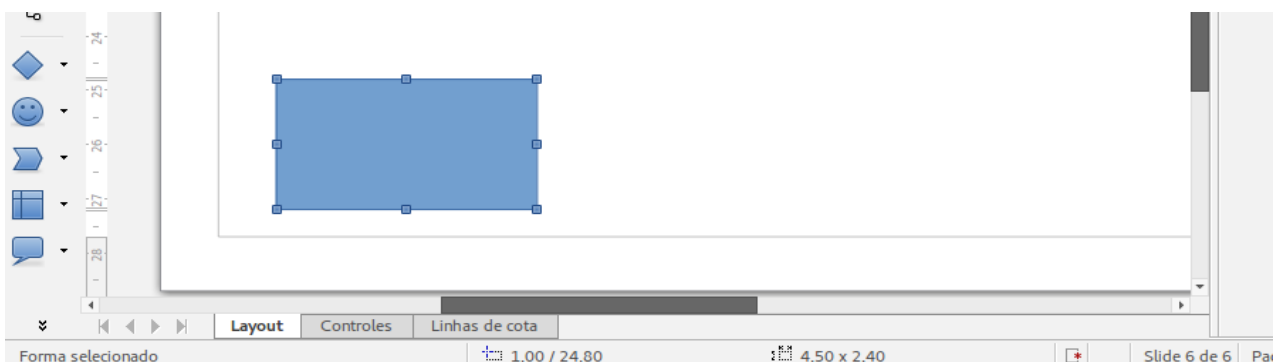 24
25
26
27
28
Layout Controles Linhas de cota
Forma selecionado 1.00 / 24.80 4.50 x 2.40 Slide 6 de 6